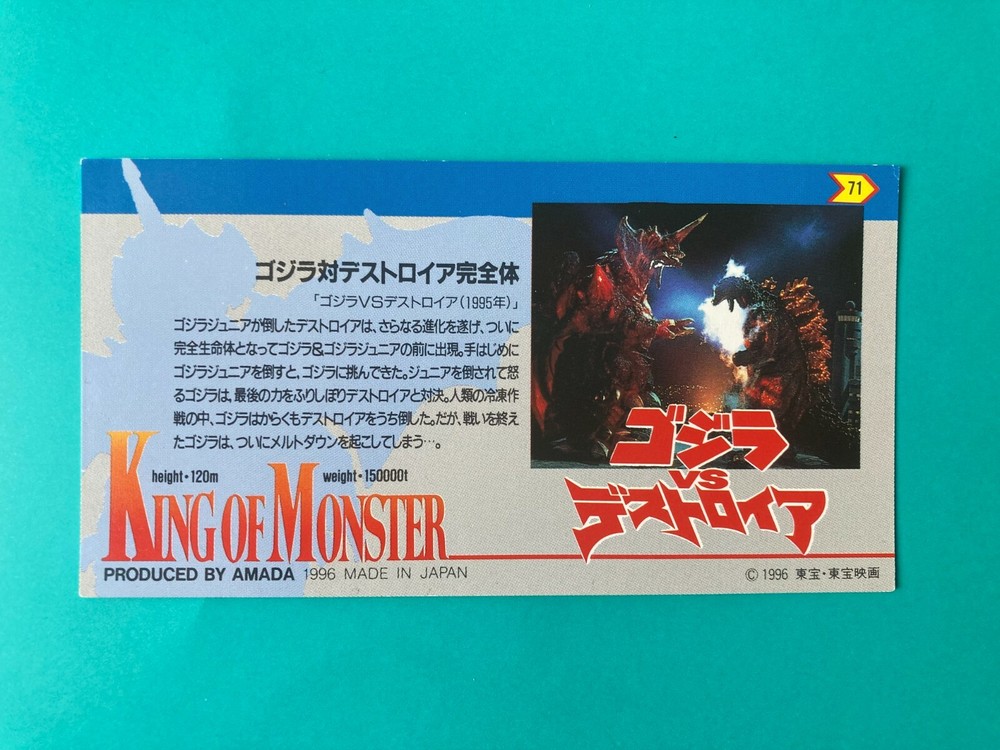 71
ゴジラ対デストロイア完全体
「ゴジラVSデストロイア(1995年)」
ゴジラジュニアが倒したデストロイアは、さらなる進化を遂げ、ついに
完全生命体となってゴジラ&ゴジラジュニアの前に出現。手はじめに
ゴジラジュニアを倒すと、ゴジラに挑んできた。ジュニアを倒されて怒
るゴジラは、最後の力をふりしぼりデストロイアと対決。人類の冷凍作
戦の中、ゴジラはからくもデストロイアをうち倒した。だが、戦いを終え
たゴジラは、ついにメルトダウンを起こしてしまう…。
height・120m weight・150000t
KING OF MONSTER
ゴジラ
VS
デストロイア
PRODUCED BY AMADA 1996 MADE IN JAPAN
©1996 東宝・東宝映画